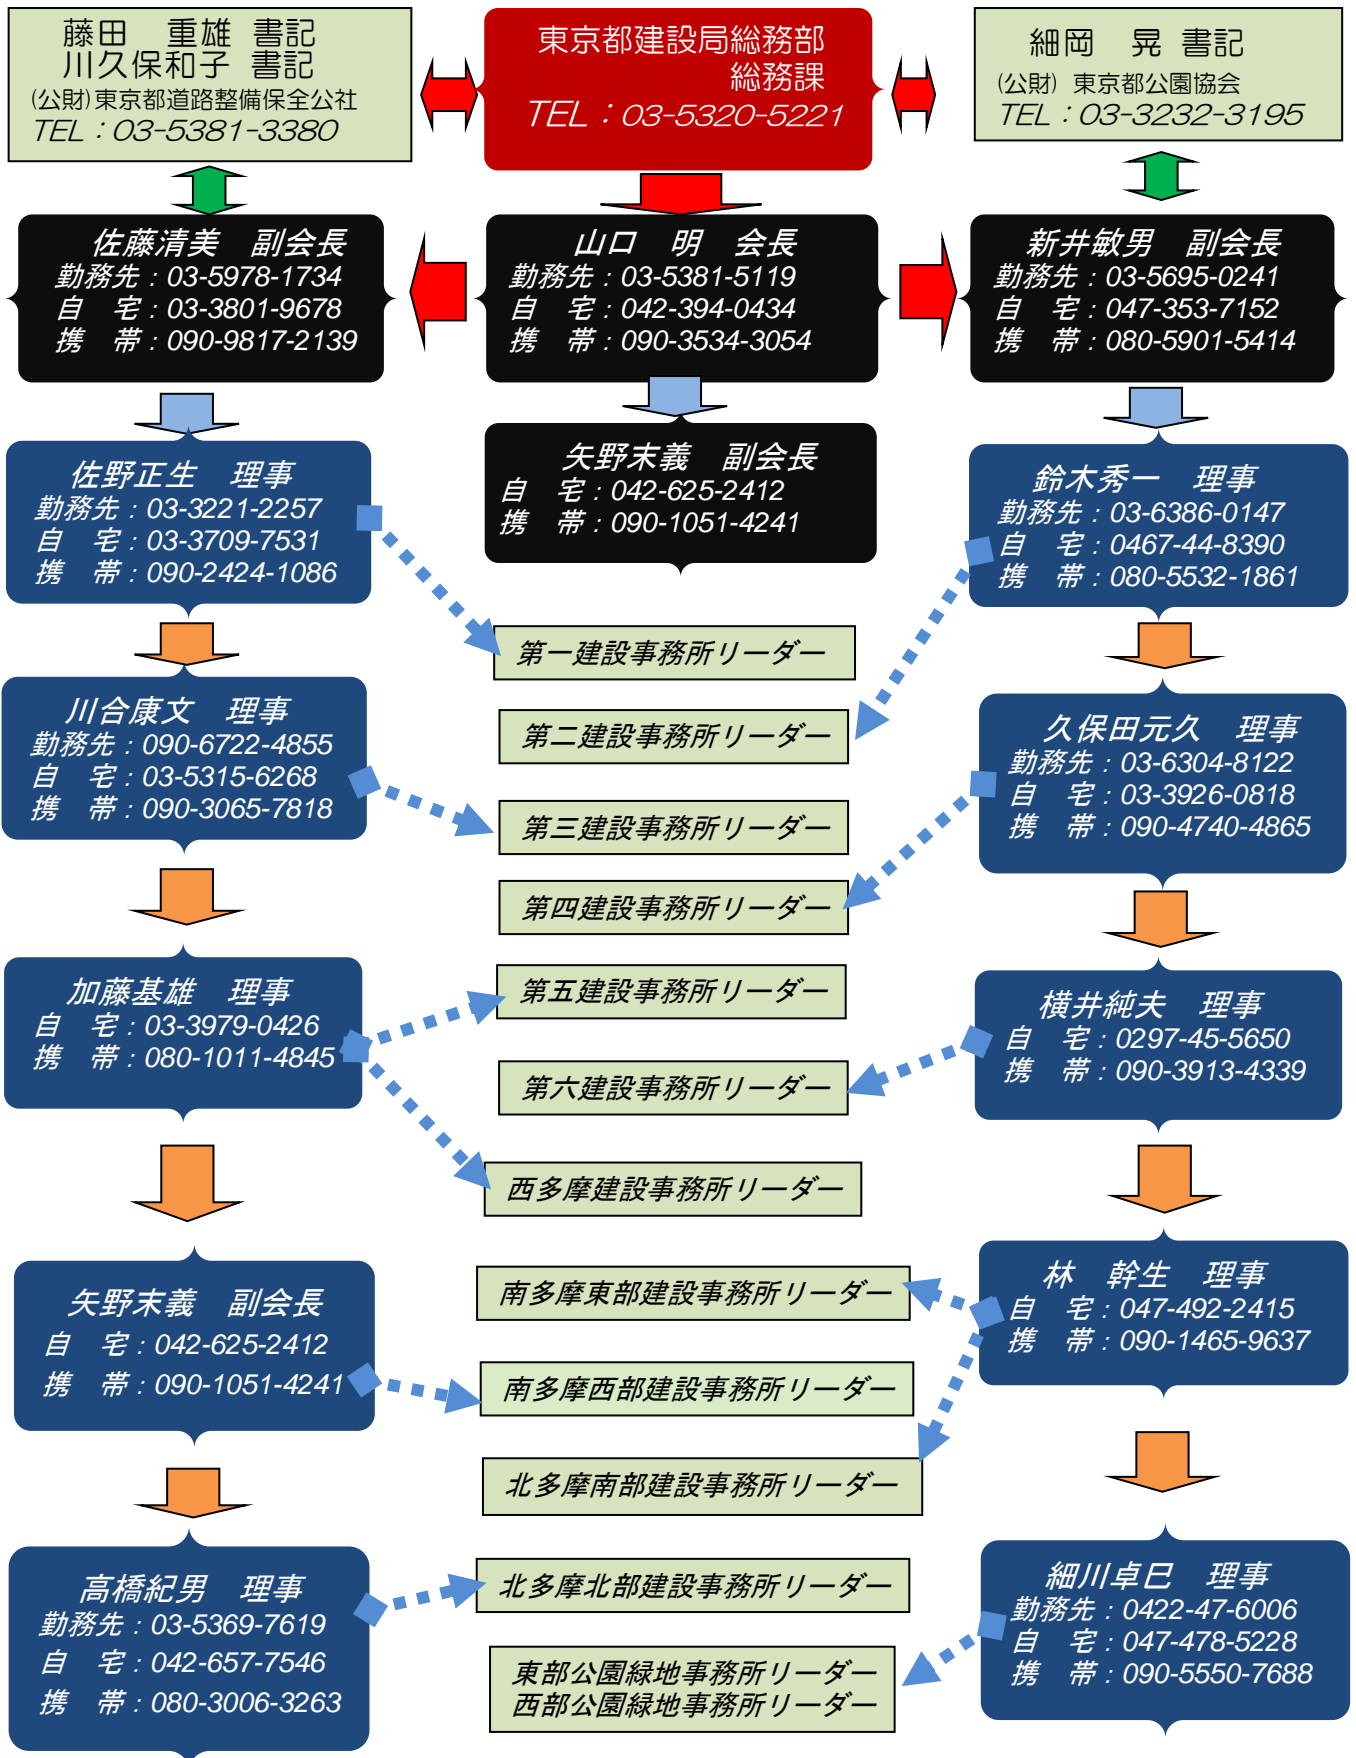 藤田　重雄 書記
川久保和子 書記
(公財)東京都道路整備保全公社
TEL：03-5381-3380
東京都建設局総務部
総務課
TEL：03-5320-5221
細岡　晃 書記
(公財) 東京都公園協会
TEL：03-3232-3195
佐藤清美　副会長
勤務先：03-5978-1734
自　宅：03-3801-9678
携　帯：090-9817-2139
山口　明　会長
勤務先：03-5381-5119
自　宅：042-394-0434
携　帯：090-3534-3054
新井敏男　副会長
勤務先：03-5695-0241
自　宅：047-353-7152
携　帯：080-5901-5414
矢野末義　副会長
自　宅：042-625-2412
携　帯：090-1051-4241
佐野正生　理事
勤務先：03-3221-2257
自　宅：03-3709-7531
携　帯：090-2424-1086
鈴木秀一　理事
勤務先：03-6386-0147
自　宅：0467-44-8390
携　帯：080-5532-1861
第一建設事務所リーダー
川合康文　理事
勤務先：090-6722-4855
自　宅：03-5315-6268
携　帯：090-3065-7818
第二建設事務所リーダー
久保田元久　理事
勤務先：03-6304-8122
自　宅：03-3926-0818
携　帯：090-4740-4865
第三建設事務所リーダー
第四建設事務所リーダー
加藤基雄　理事
自　宅：03-3979-0426
携　帯：080-1011-4845
第五建設事務所リーダー
横井純夫　理事
自　宅：0297-45-5650
携　帯：090-3913-4339
第六建設事務所リーダー
西多摩建設事務所リーダー
矢野末義　副会長
自　宅：042-625-2412
携　帯：090-1051-4241
南多摩東部建設事務所リーダー
林　幹生　理事
自　宅：047-492-2415
携　帯：090-1465-9637
南多摩西部建設事務所リーダー
北多摩南部建設事務所リーダー
高橋紀男　理事
勤務先：03-5369-7619
自　宅：042-657-7546
携　帯：080-3006-3263
北多摩北部建設事務所リーダー
細川卓巳　理事
勤務先：0422-47-6006
自　宅：047-478-5228
携　帯：090-5550-7688
東部公園緑地事務所リーダー
西部公園緑地事務所リーダー